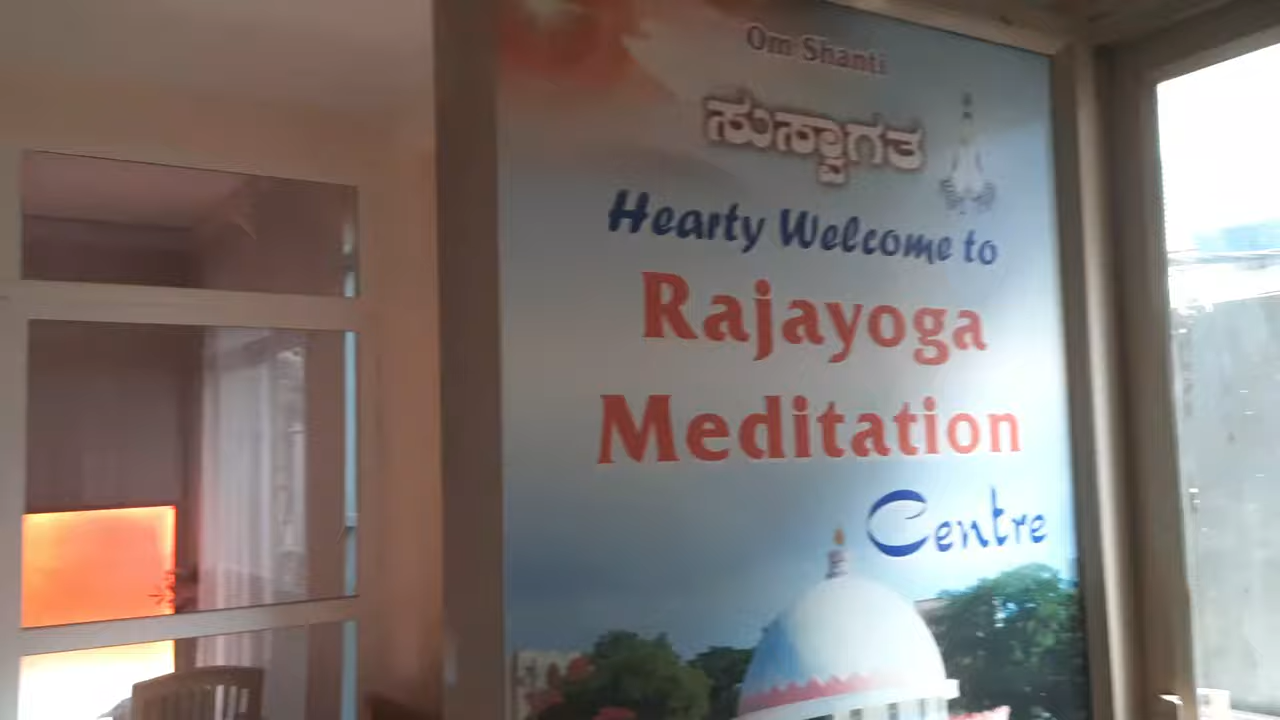 Om Shanti
ಸುಸ್ವಾಗತ
Hearty Welcome to
Rajayoga
Meditation
Centre